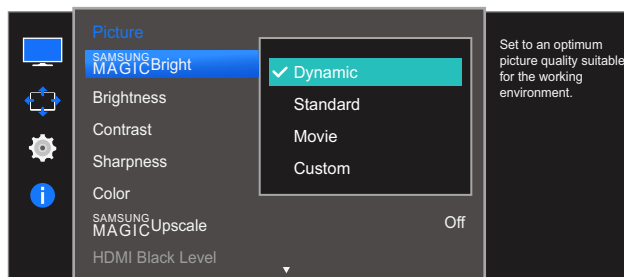 Picture
SAMSUNG
MAGICBright
Brightness
Contrast
Sharpness
Color
SAMSUNG
MAGICUpscale
Off
HDMI Black Level
Dynamic
Standard
Movie
Custom
Set to an optimum
picture quality suitable
for the working
environment.